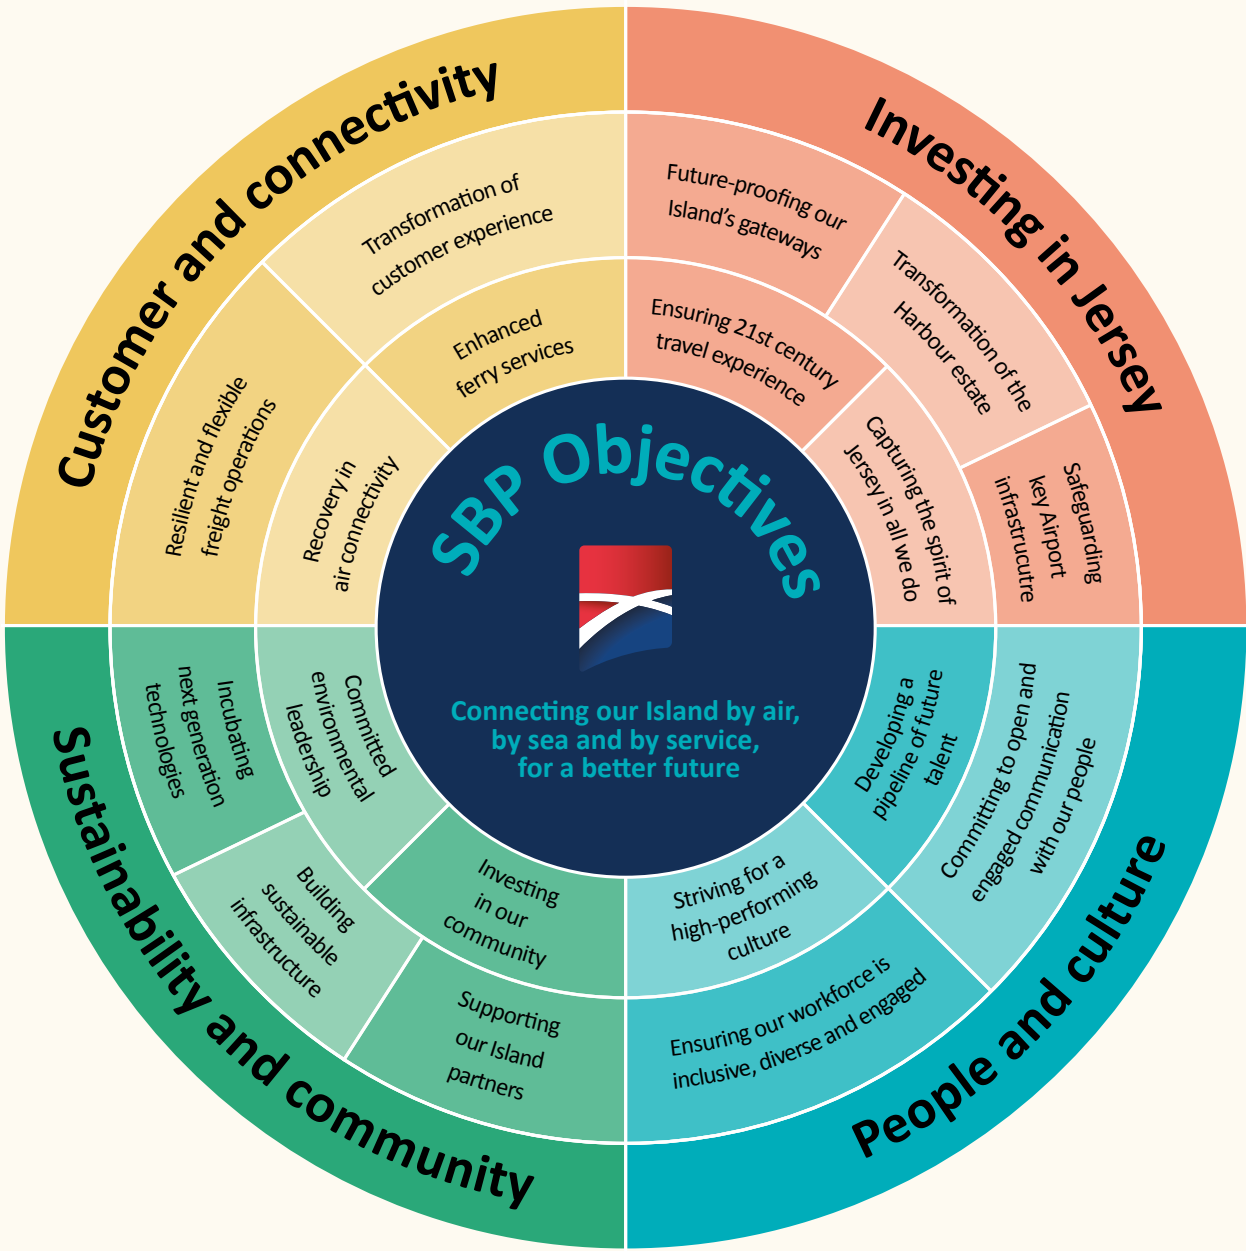 SBP Objectives
Connecting our Island by air,
by sea and by service,
for a better future
Customer and connectivity
Transformation of
customer experience
Enhanced
ferry services
Resilient and flexible
freight operations
Recovery in
air connectivity
Investing in Jersey
Future-proofing our
Island’s gateways
Ensuring 21st century
travel experience
Transformation of the
Harbour estate
Capturing the spirit of
Jersey in all we do
Safeguarding
key Airport
infrastrucutre
People and culture
Developing a
pipeline of future
talent
Committing to open and
engaged communication
with our people
Striving for a
high-performing
culture
Ensuring our workforce is
inclusive, diverse and engaged
Sustainability and community
Incubating
next generation
technologies
Committed
environmental
leadership
Building
sustainable
infrastructure
Investing
in our
community
Supporting
our Island
partners